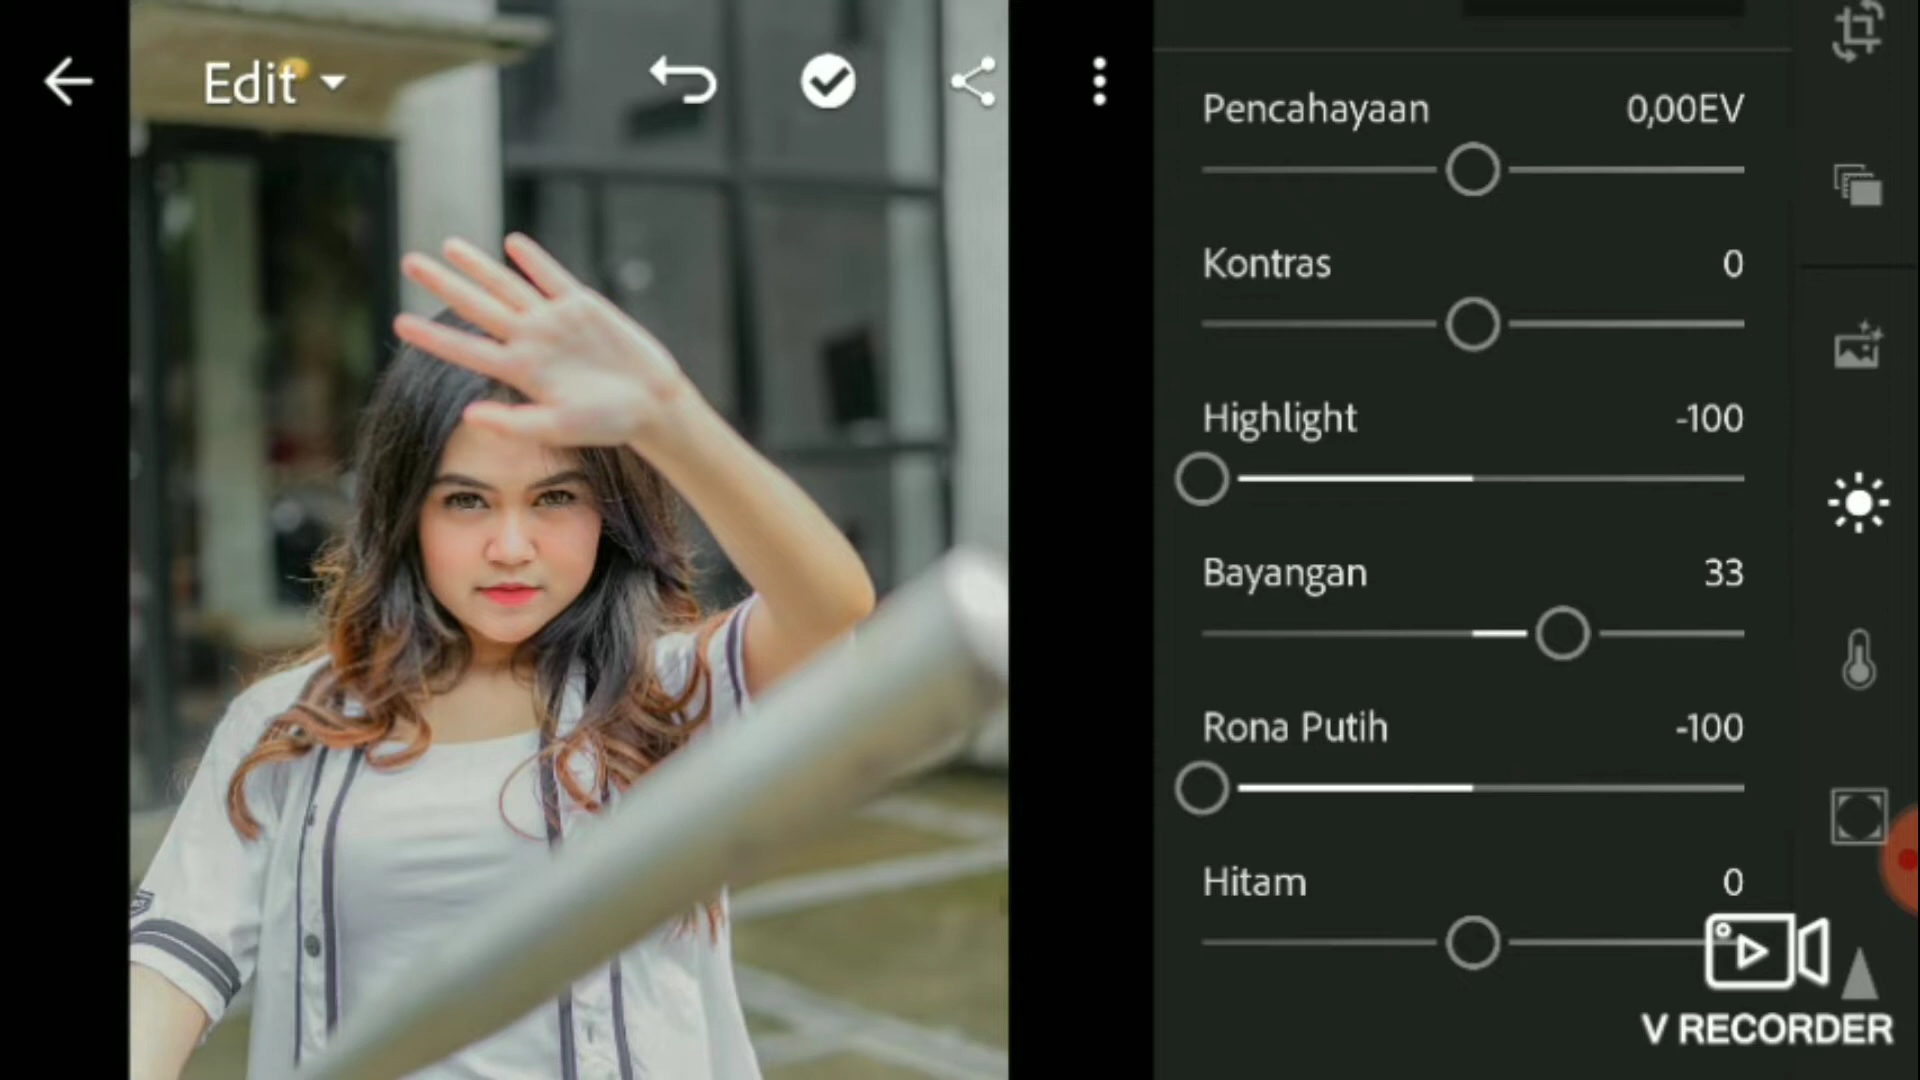 Edit
Pencahayaan 0,00EV
Kontras 0
Highlight -100
Bayangan 33
Rona Putih -100
Hitam 0
V RECORDER